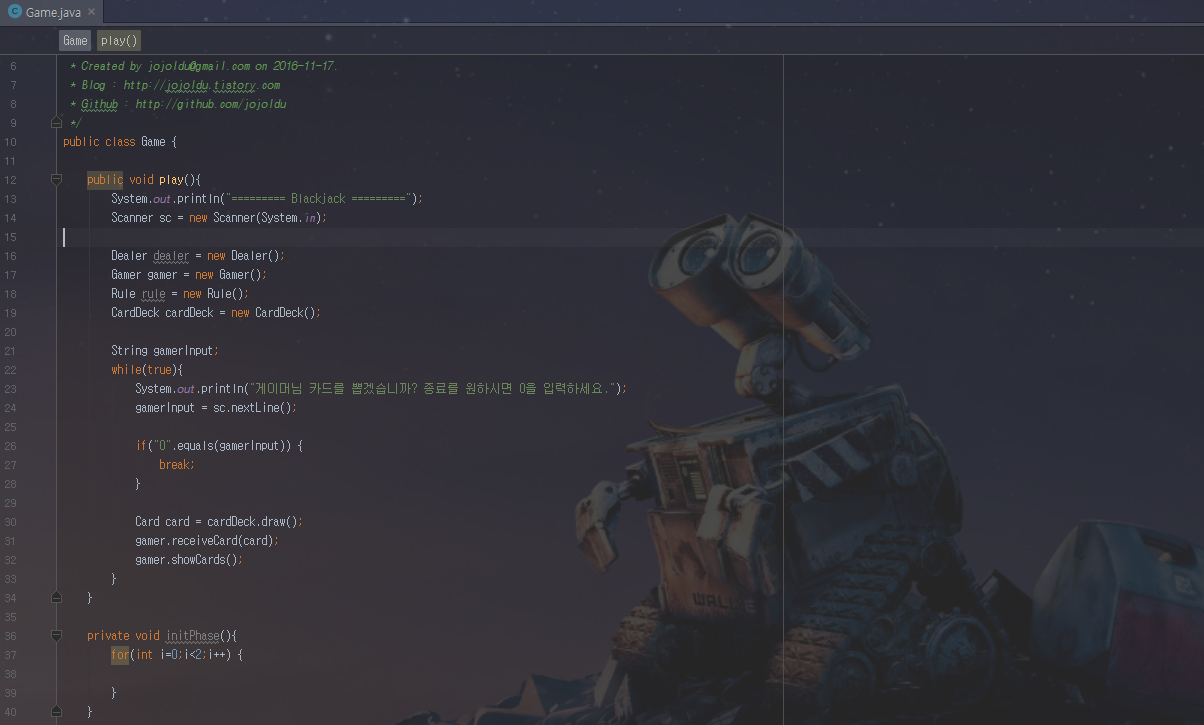 Game.java
Game play()
6 * Created by jojoldu@gmail.com on 2016-11-17.
7 * Blog : http://jojoldu.tistory.com
8 * Github : http://github.com/jojoldu
9 */
10 public class Game {
11
12 public void play(){
13 System.out.println("========= Blackjack =========");
14 Scanner sc = new Scanner(System.in);
15
16 Dealer dealer = new Dealer();
17 Gamer gamer = new Gamer();
18 Rule rule = new Rule();
19 CardDeck cardDeck = new CardDeck();
20
21 String gamerInput;
22 while(true){
23 System.out.println("게이머님 카드를 뽑겠습니까? 종료를 원하시면 0을 입력하세요.");
24 gamerInput = sc.nextLine();
25
26 if("0".equals(gamerInput)) {
27 break;
28 }
29
30 Card card = cardDeck.draw();
31 gamer.receiveCard(card);
32 gamer.showCards();
33 }
34 }
35
36 private void initPhase(){
37 for(int i=0;i<2;i++) {
38
39 }
40 }
WALL·E